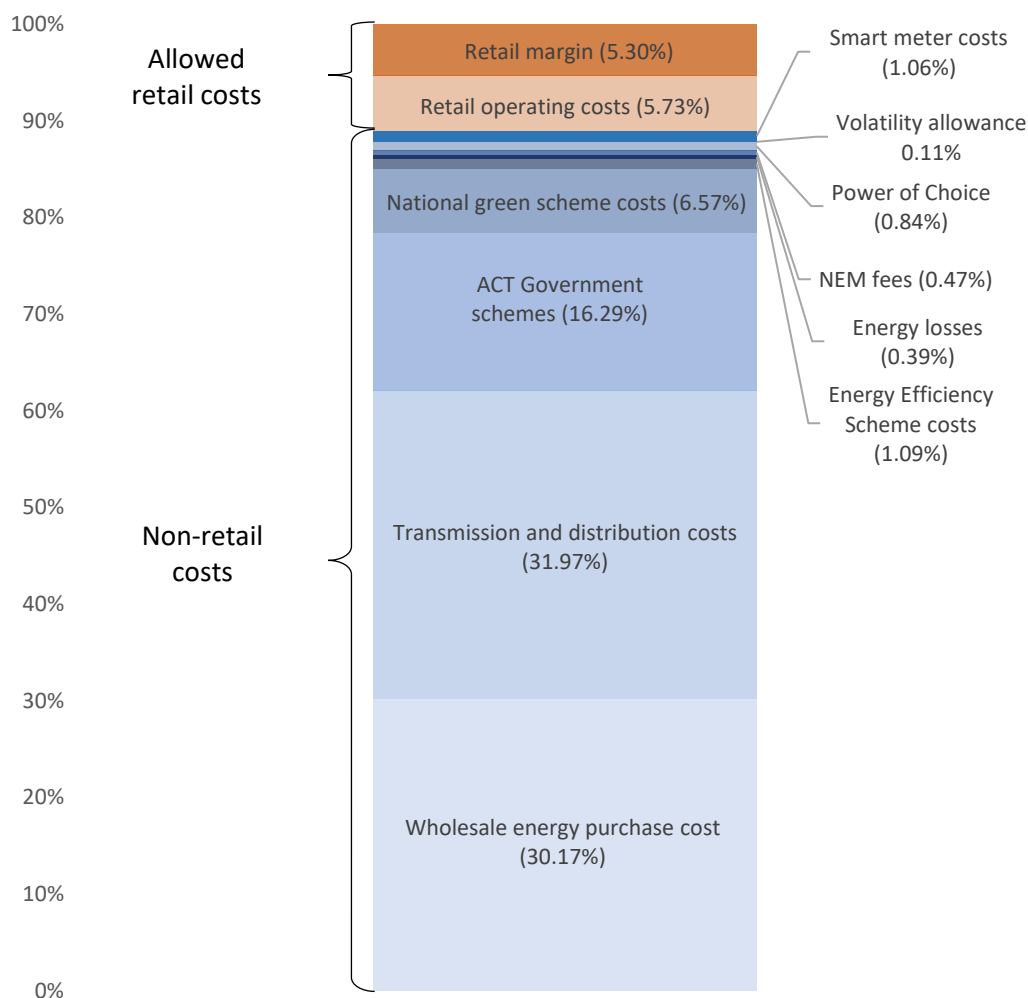 100%
90%
80%
70%
60%
50%
40%
30%
20%
10%
0%
Allowed
retail costs
Non-retail
costs
Retail margin (5.30%)
Retail operating costs (5.73%)
National green scheme costs (6.57%)
ACT Government
schemes (16.29%)
Transmission and distribution costs
(31.97%)
Wholesale energy purchase cost
(30.17%)
Smart meter costs
(1.06%)
Volatility allowance
0.11%
Power of Choice
(0.84%)
NEM fees (0.47%)
Energy losses
(0.39%)
Energy Efficiency
Scheme costs
(1.09%)